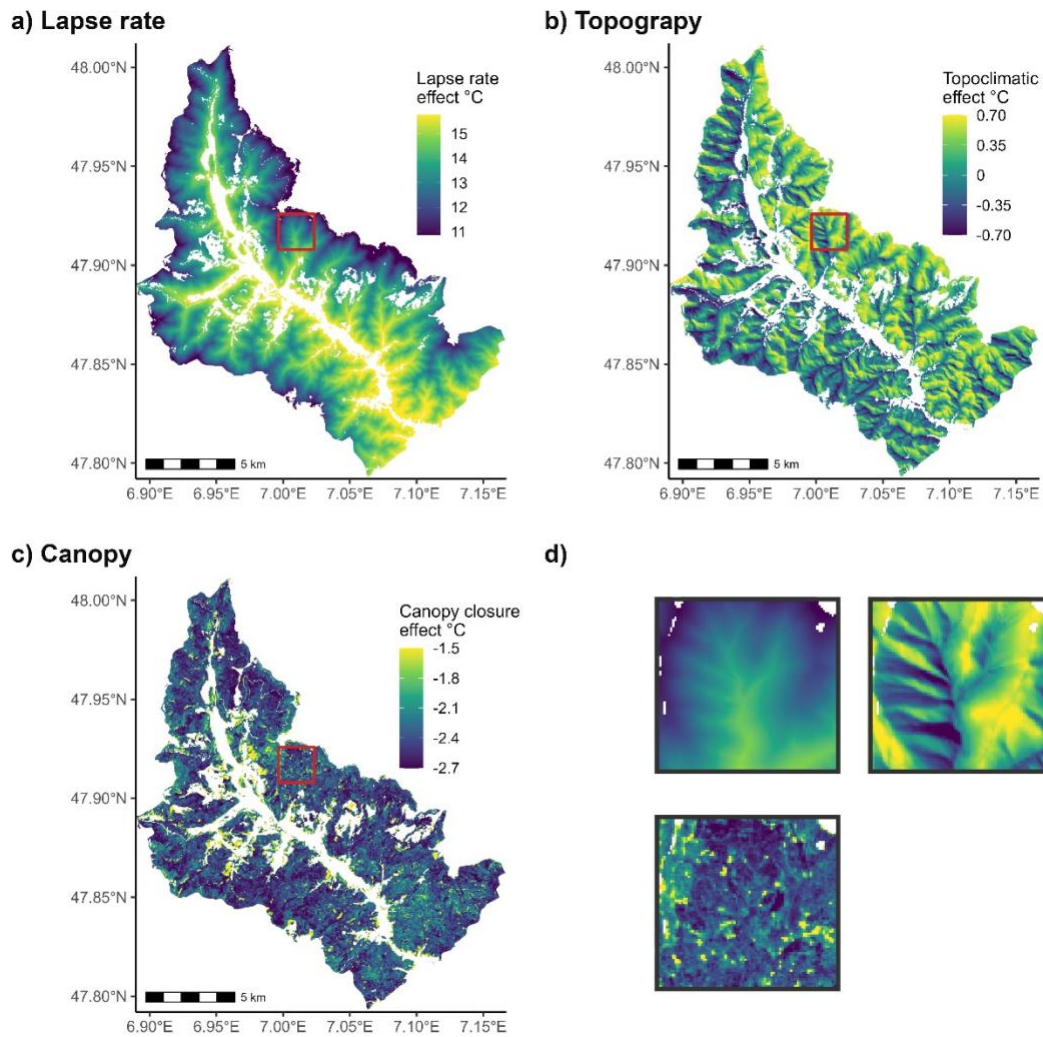 a) Lapse rate
48.00°N
47.95°N
47.90°N
47.85°N
47.80°N
Lapse rate
effect °C
15
14
13
12
11
5 km
6.90°E 6.95°E 7.00°E 7.05°E 7.10°E 7.15°E
b) Topograpy
48.00°N
47.95°N
47.90°N
47.85°N
47.80°N
Topoclimatic
effect °C
0.70
0.35
0
-0.35
-0.70
5 km
6.90°E 6.95°E 7.00°E 7.05°E 7.10°E 7.15°E
c) Canopy
48.00°N
47.95°N
47.90°N
47.85°N
47.80°N
Canopy closure
effect °C
-1.5
-1.8
-2.1
-2.4
-2.7
5 km
6.90°E 6.95°E 7.00°E 7.05°E 7.10°E 7.15°E
d)